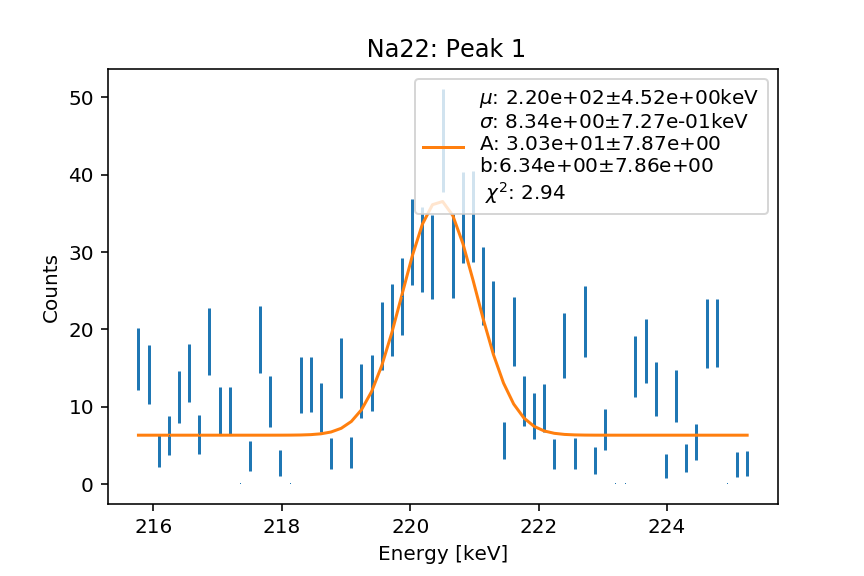 Na22: Peak 1
μ: 2.20e+02±4.52e+00keV
σ: 8.34e+00±7.27e-01keV
A: 3.03e+01±7.87e+00
b:6.34e+00±7.86e+00
χ²: 2.94
Counts
50
40
30
20
10
0
216 218 220 222 224
Energy [keV]